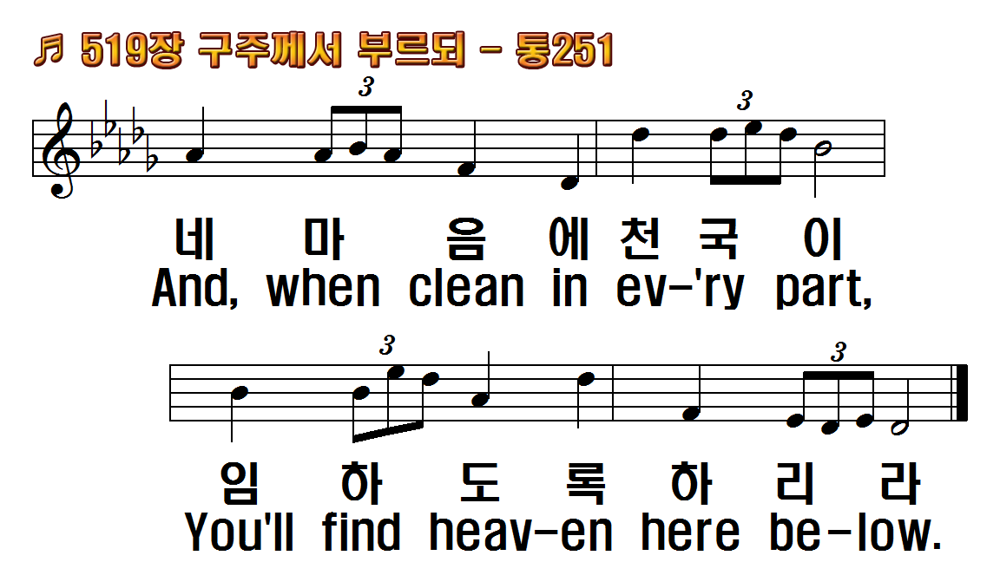 ♬ 519장 구주께서 부르되 - 통251
3 3
네 마 음 에 천 국 이
And, when clean in ev-'ry part,
3 3
임 하 도 록 하 리 라
You'll find heav-en here be-low.